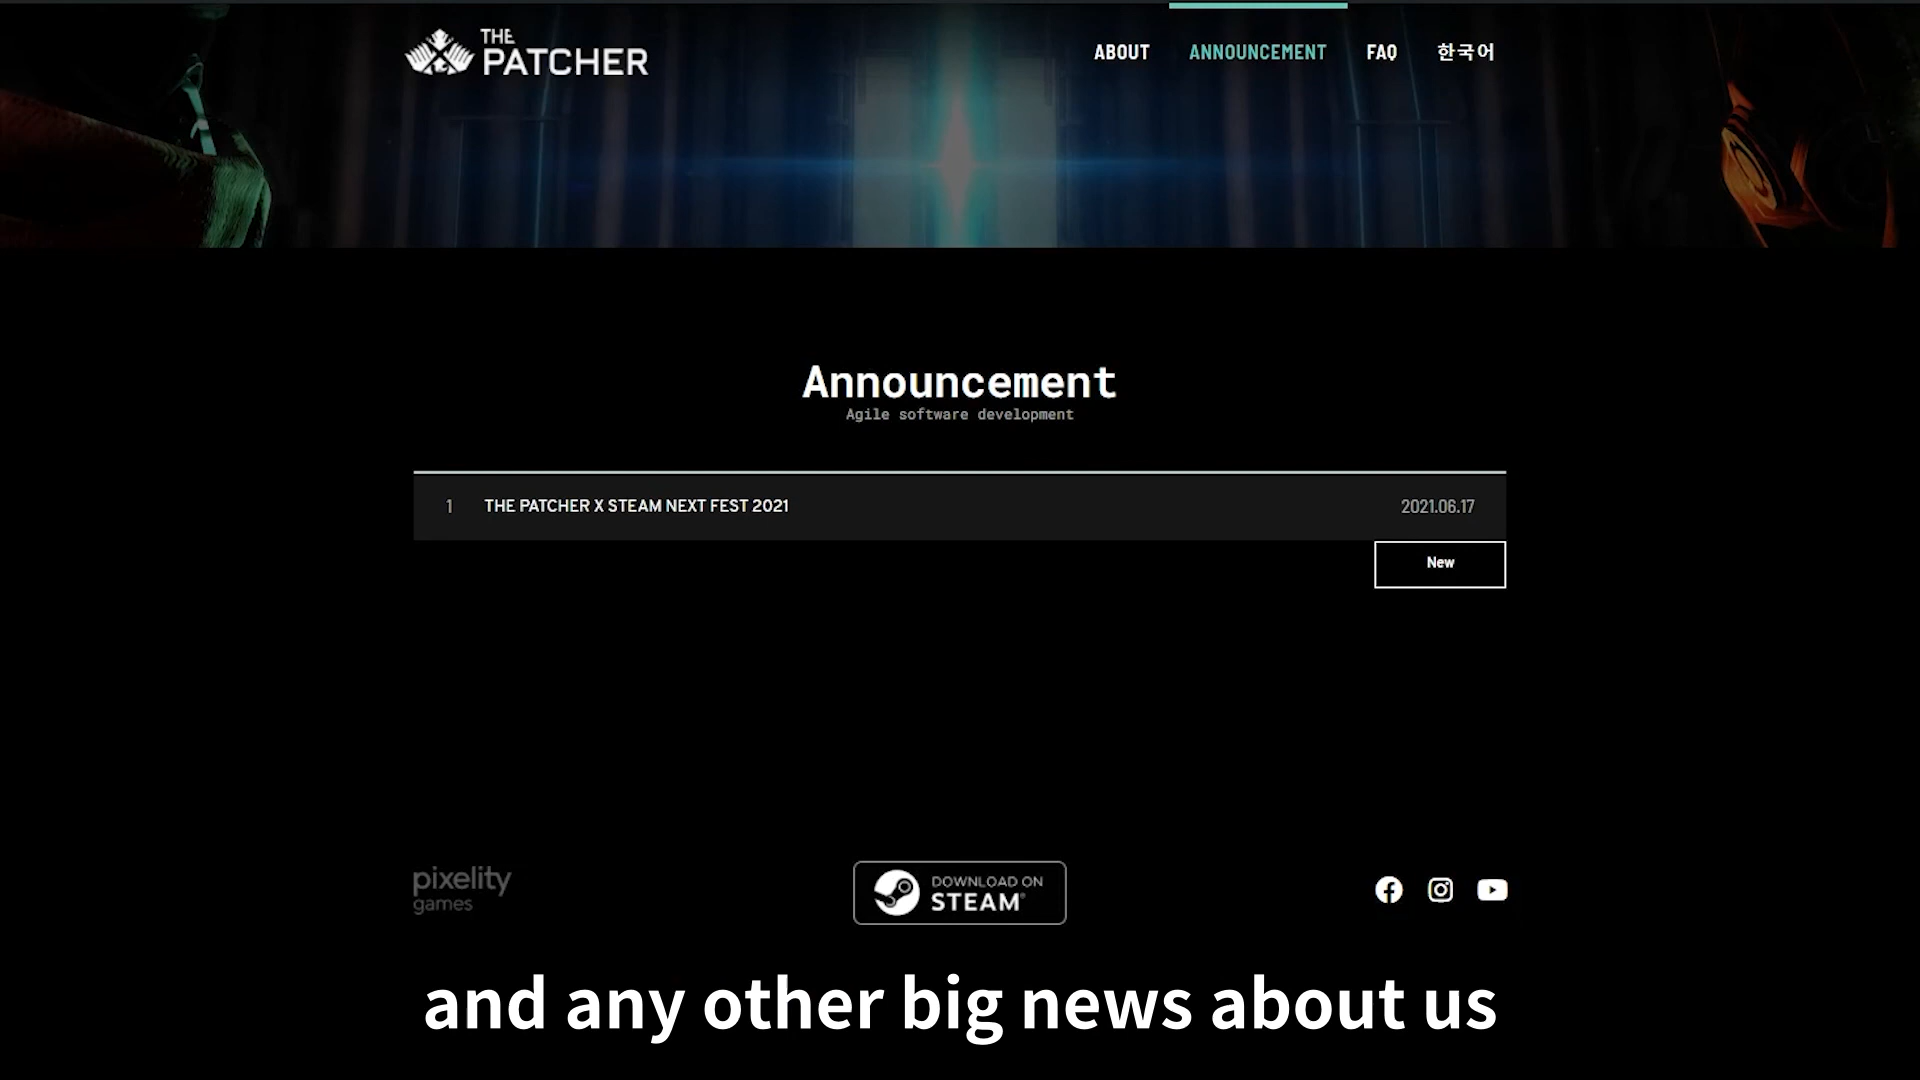 THE
PATCHER
ABOUT
ANNOUNCEMENT
FAQ
한국어
Announcement
Agile software development
1 THE PATCHER X STEAM NEXT FEST 2021 2021.06.17
New
pixelity
games
DOWNLOAD ON
STEAM®
and any other big news about us